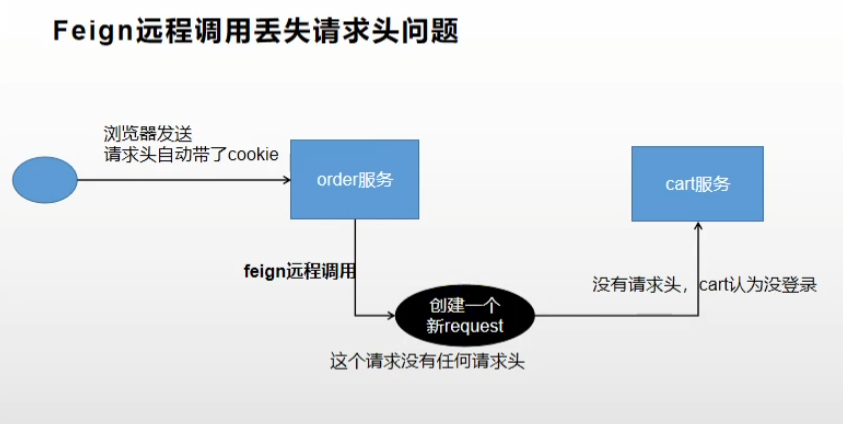 Feign远程调用丢失请求头问题
浏览器发送
请求头自动带了cookie
order服务
cart服务
feign远程调用
没有请求头，cart认为没登录
创建一个
新request
这个请求没有任何请求头